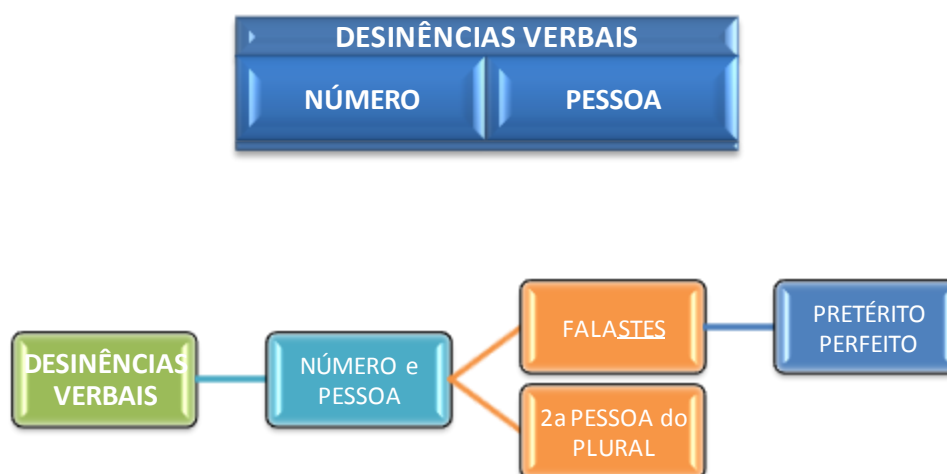 DESINÊNCIAS VERBAIS
NÚMERO
PESSOA
DESINÊNCIAS
VERBAIS
NÚMERO e
PESSOA
FALASTES
2a PESSOA do
PLURAL
PRETÉRITO
PERFEITO